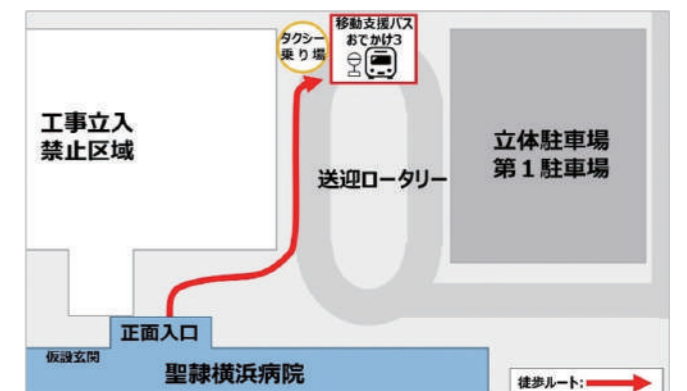 移動支援バス
おでかけ3
タクシー
乗り場
工事立入
禁止区域
立体駐車場
第1駐車場
送迎ロータリー
正面入口
仮設玄関
聖隷横浜病院
徒歩ルート: